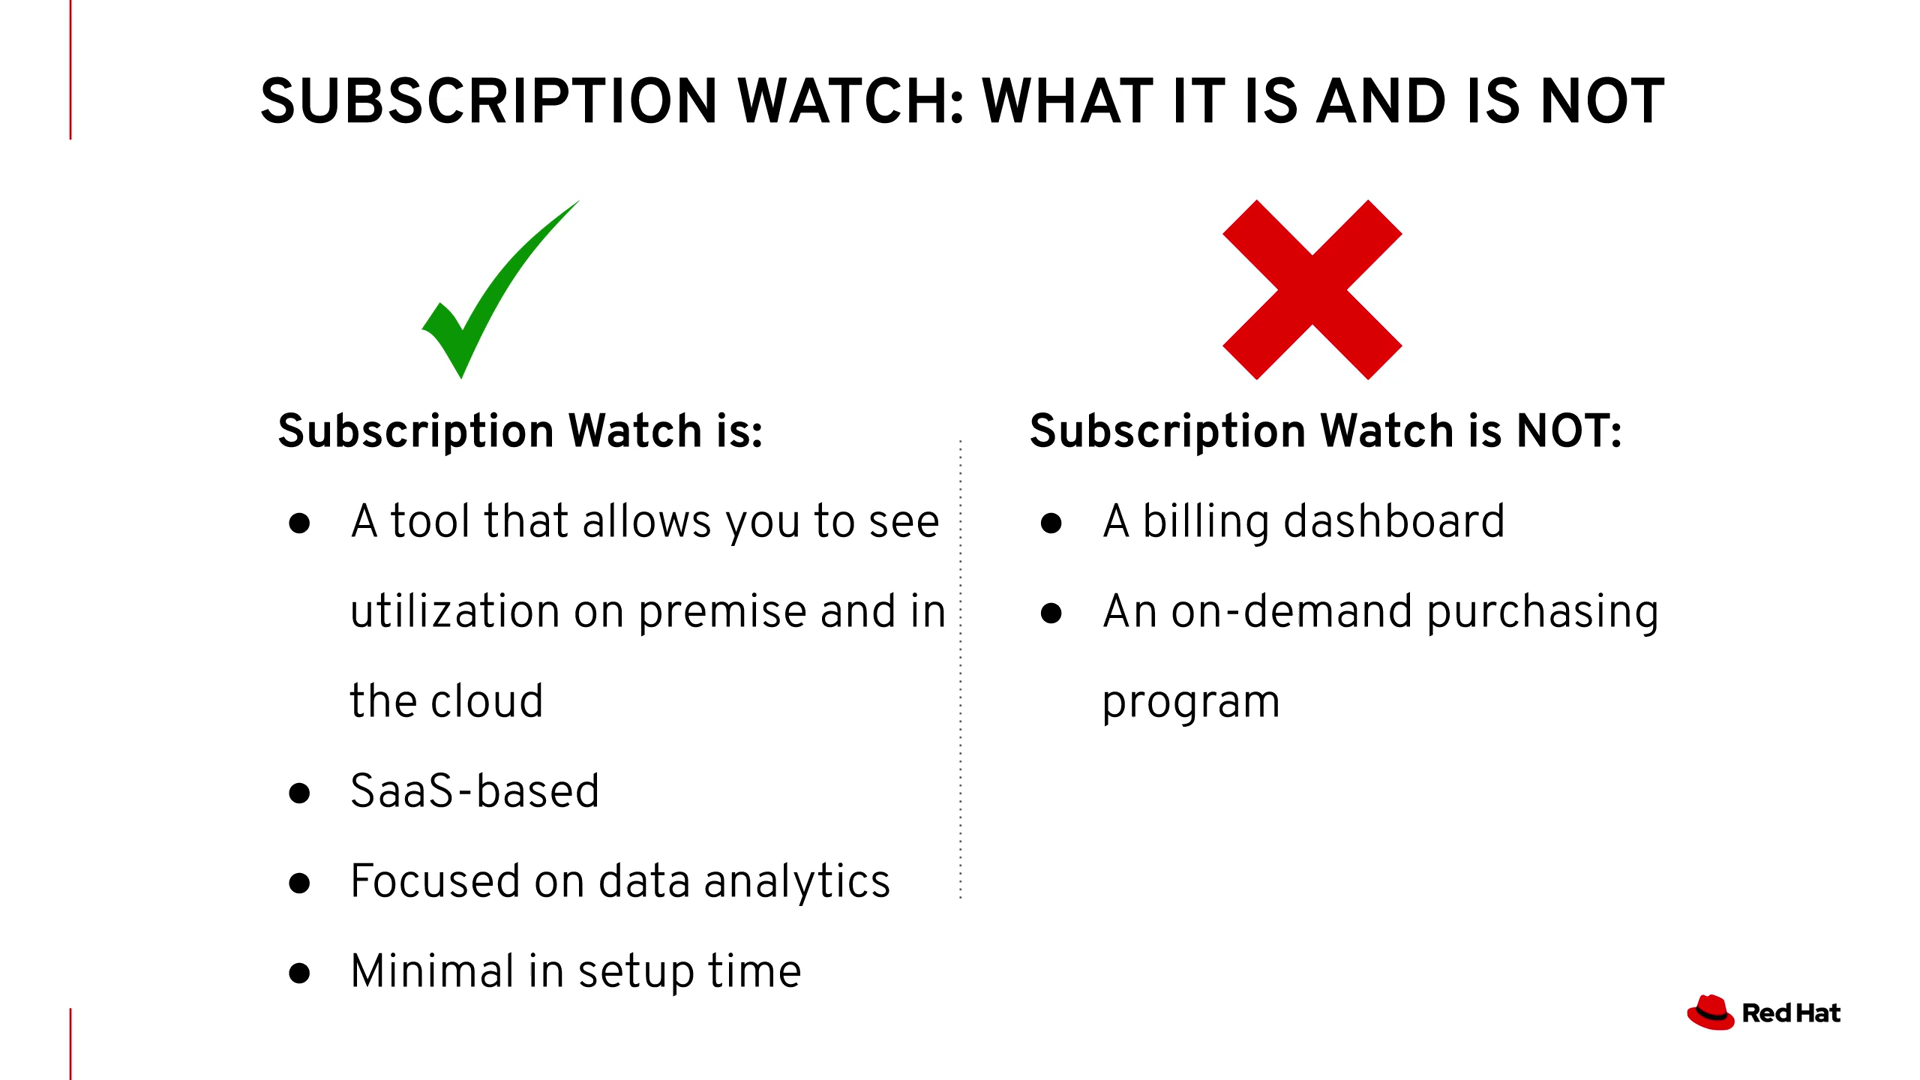 SUBSCRIPTION WATCH: WHAT IT IS AND IS NOT
Subscription Watch is:
● A tool that allows you to see
utilization on premise and in
the cloud
● SaaS-based
● Focused on data analytics
● Minimal in setup time
Subscription Watch is NOT:
● A billing dashboard
● An on-demand purchasing
program
Red Hat